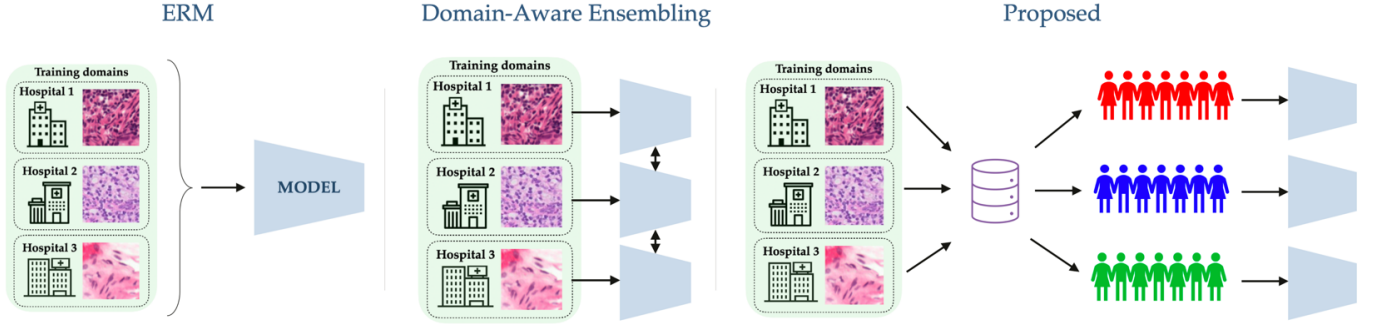 ERM
Training domains
Hospital 1
Hospital 2
Hospital 3
MODEL
Domain-Aware Ensembling
Training domains
Hospital 1
Hospital 2
Hospital 3
Proposed
Training domains
Hospital 1
Hospital 2
Hospital 3